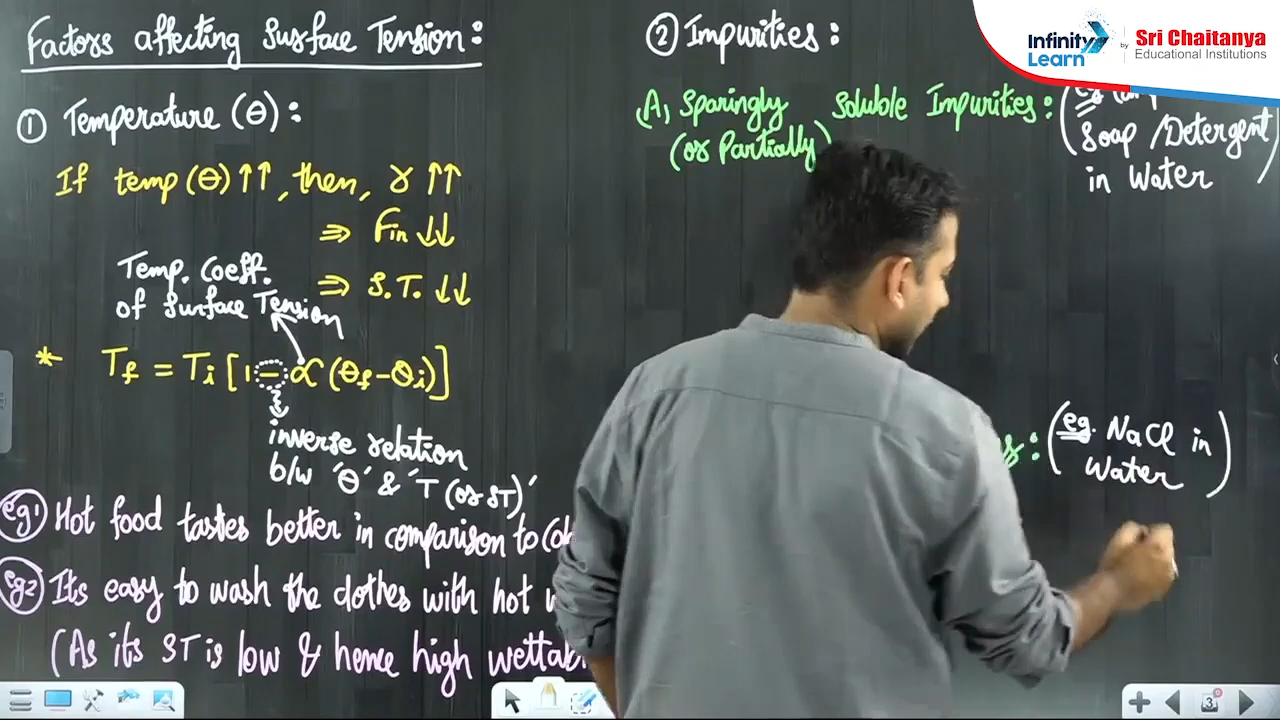 Factors affecting Surface Tension:
① Temperature (θ):
If temp (θ) ↑↑, then, r ↑↑
⇒ Fin ↓↓
⇒ S.T. ↓↓
Temp. Coeff.
of Surface Tension
* Tf = Ti [1 - α (θf - θi)]
inverse relation
b/w 'θ' & 'T (or ST)'
eg1 Hot food tastes better in comparison to
eg2 Its easy to wash the clothes with hot
(As its ST is low & hence high
② Impurities:
A, Sparingly Soluble Impurities:
(or Partially)
Soap /Detergent
in Water)
(eg. NaCl in
Water)
Infinity Learn by Sri Chaitanya
Educational Institutions
3